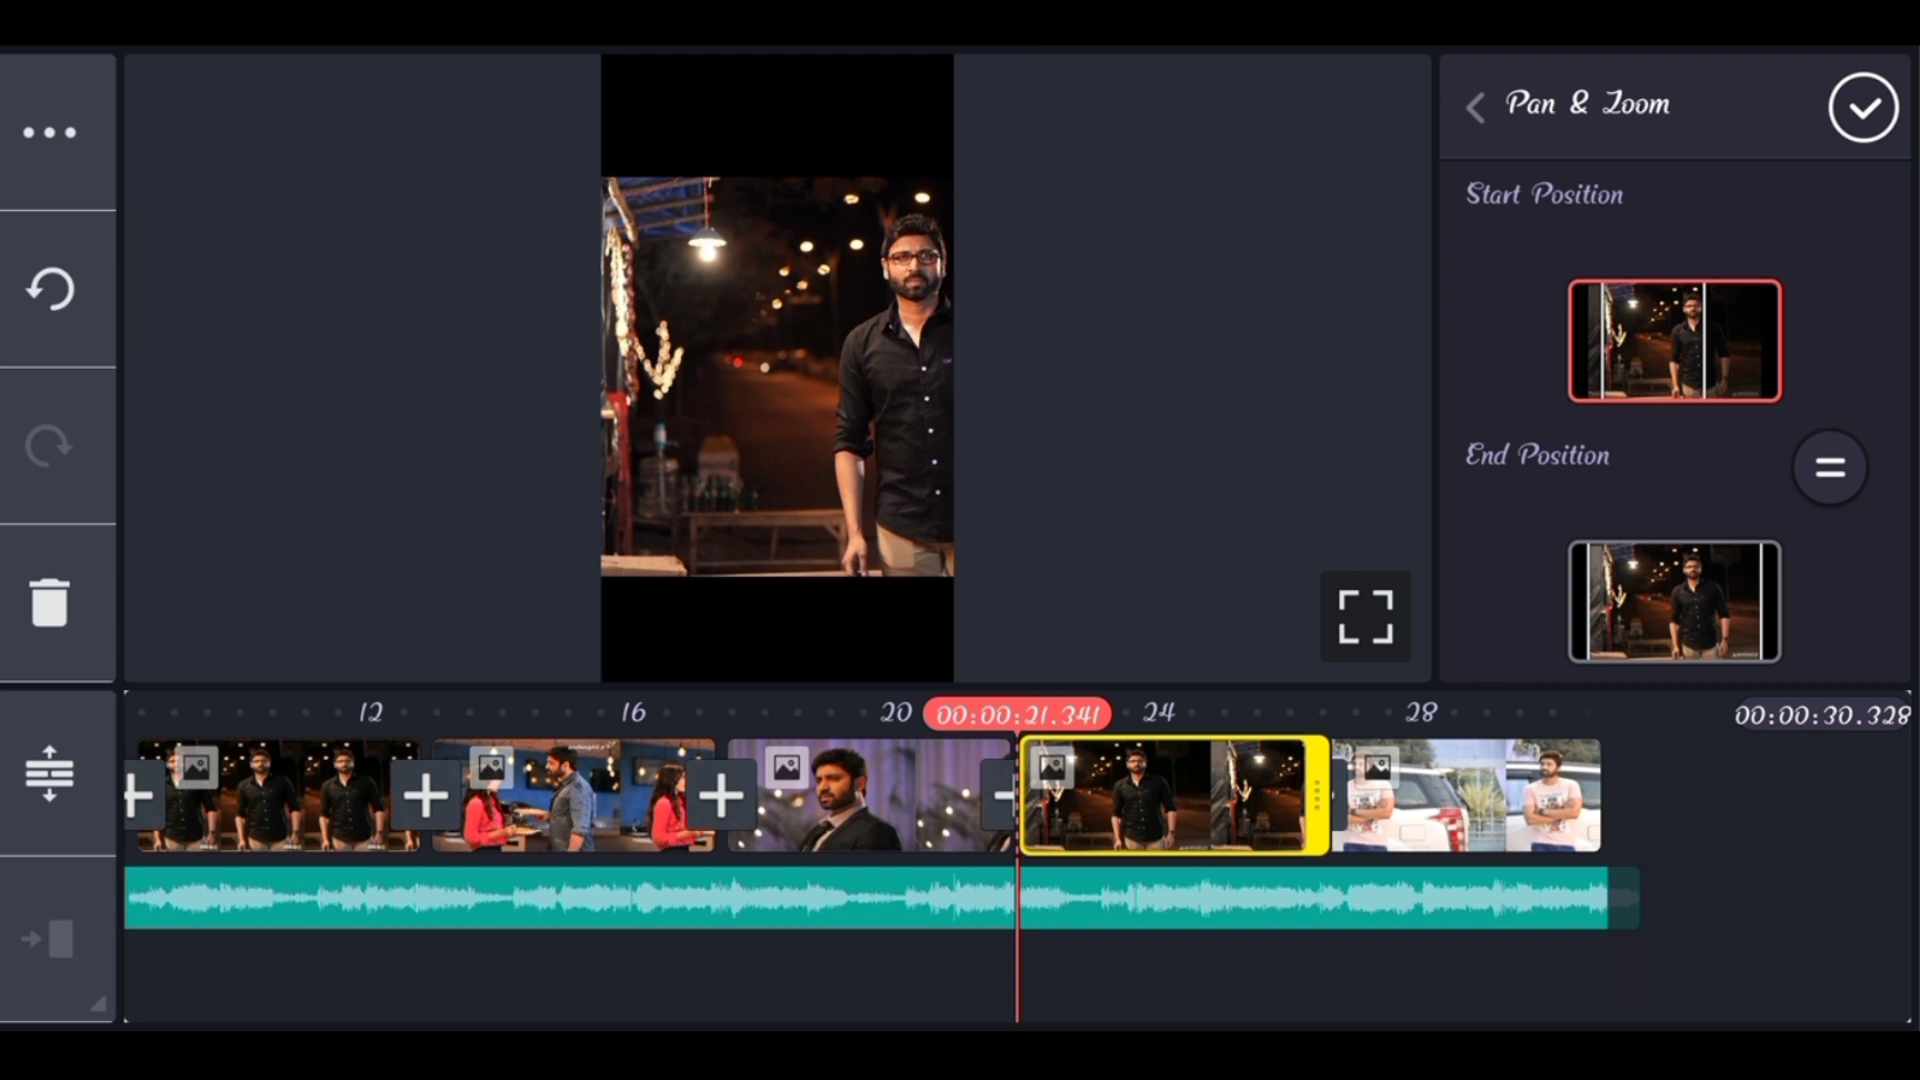 Pan & Zoom
Start Position
End Position
12
16
20
00:00:21.341
24
28
00:00:30.328